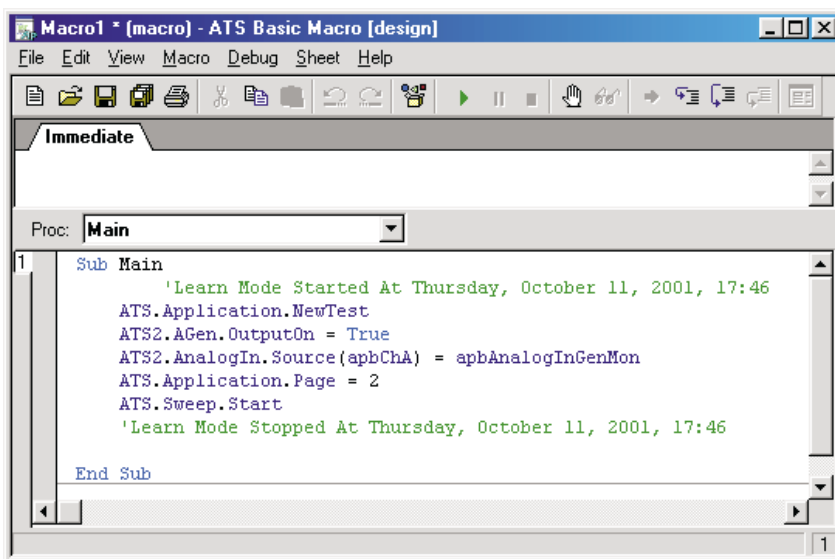 Macro1 * (macro) - ATS Basic Macro [design]
File Edit View Macro Debug Sheet Help
Immediate
Proc: Main
1
Sub Main
'Learn Mode Started At Thursday, October 11, 2001, 17:46
ATS.Application.NewTest
ATS2.AGen.OutputOn = True
ATS2.AnalogIn.Source(apbChA) = apbAnalogInGenMon
ATS.Application.Page = 2
ATS.Sweep.Start
'Learn Mode Stopped At Thursday, October 11, 2001, 17:46
End Sub
1